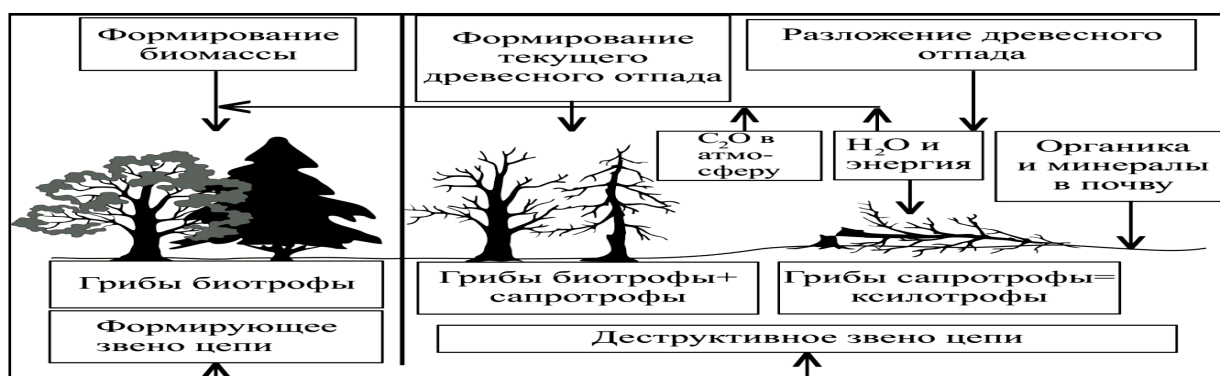 Формирование
биомассы
Формирование
текущего
древесного отпада
Разложение древесного
отпада
C₂O в
атмо-
сферу
H₂O и
энергия
Органика
и минералы
в почву
Грибы биотрофы
Формирующее
звено цепи
Грибы биотрофы+
сапротрофы
Грибы сапротрофы=
ксилотрофы
Деструктивное звено цепи